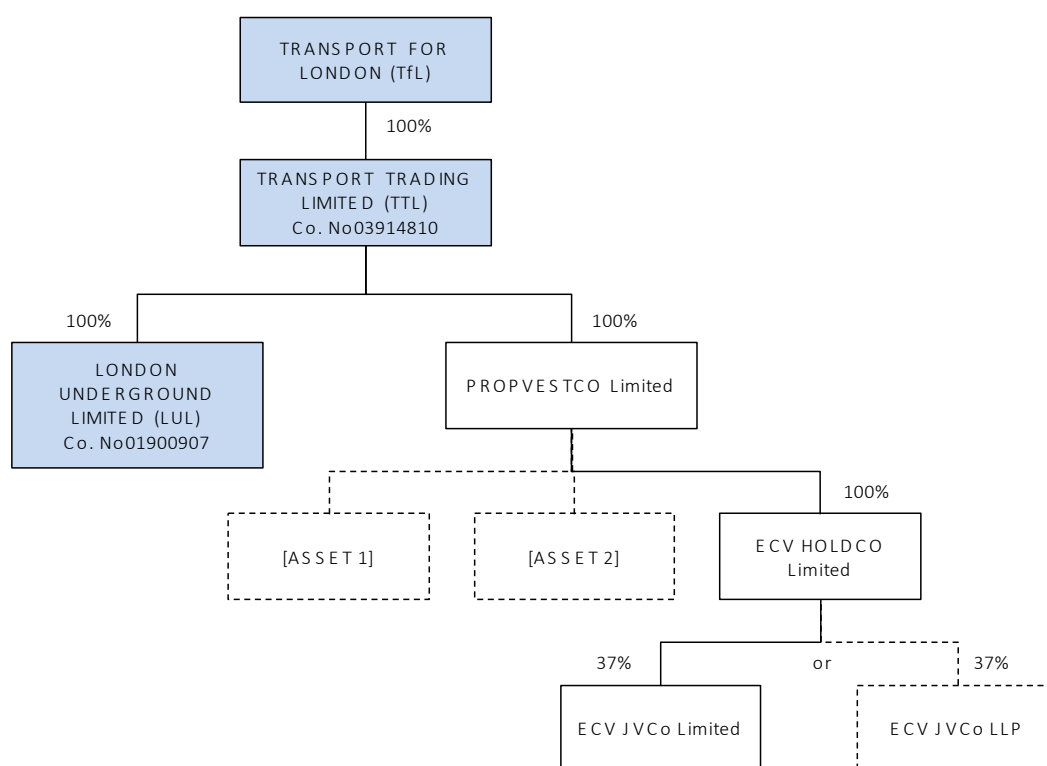 TRANSPORT FOR
LONDON (TfL)
100%
TRANSPORT TRADING
LIMITED (TTL)
Co. No03914810
100%
100%
LONDON
UNDERGROUND
LIMITED (LUL)
Co. No01900907
PROPVESTCO Limited
100%
[ASSET 1]
[ASSET 2]
ECV HOLDCO
Limited
37%
or
37%
ECV JVCo Limited
ECV JVCo LLP